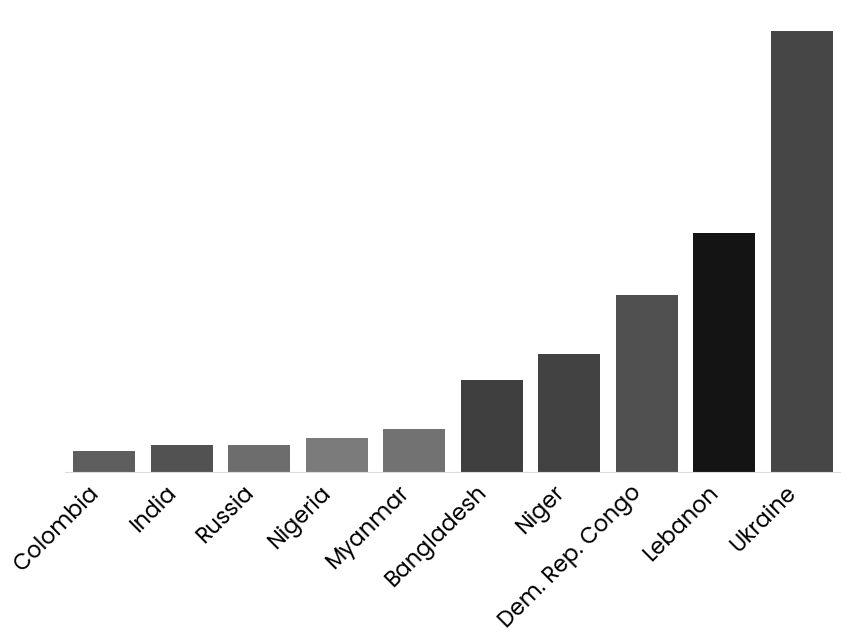 Colombia
India
Russia
Nigeria
Myanmar
Bangladesh
Niger
Dem. Rep. Congo
Lebanon
Ukraine